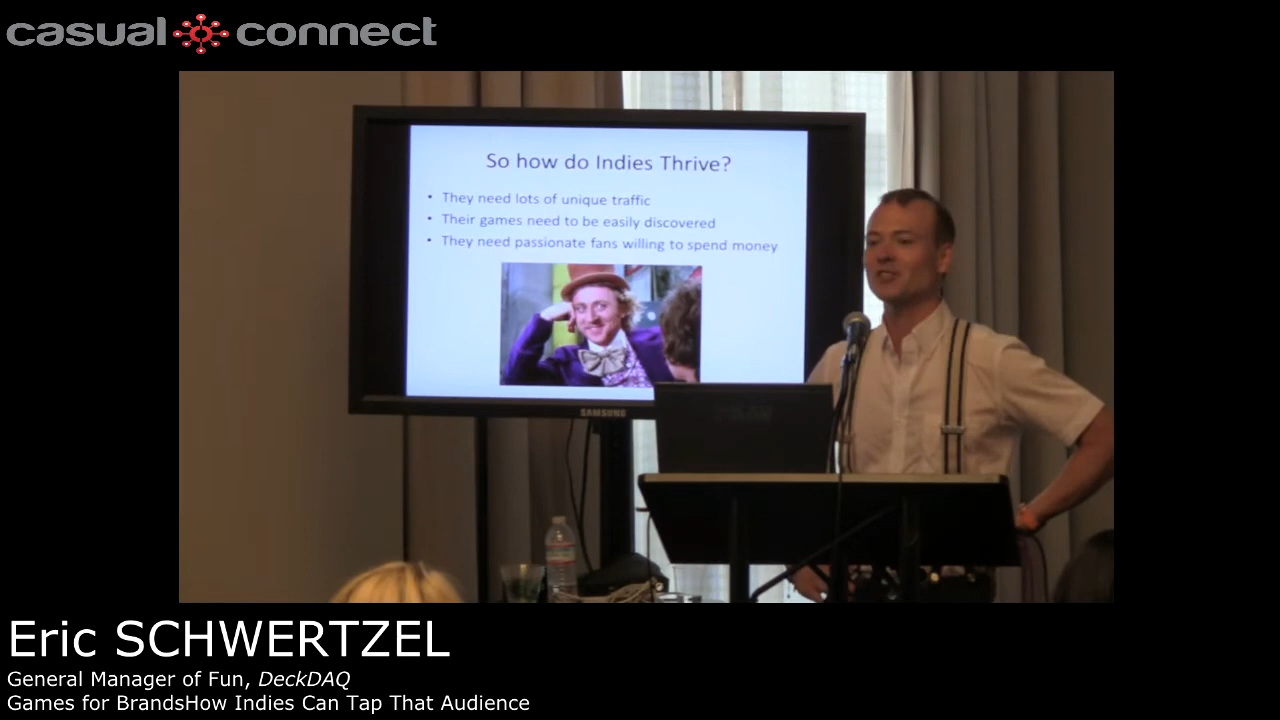 casual connect
So how do Indies Thrive?
• They need lots of unique traffic
• Their games need to be easily discovered
• They need passionate fans willing to spend money
SAMSUNG
Eric SCHWERTZEL
General Manager of Fun, DeckDAQ
Games for BrandsHow Indies Can Tap That Audience